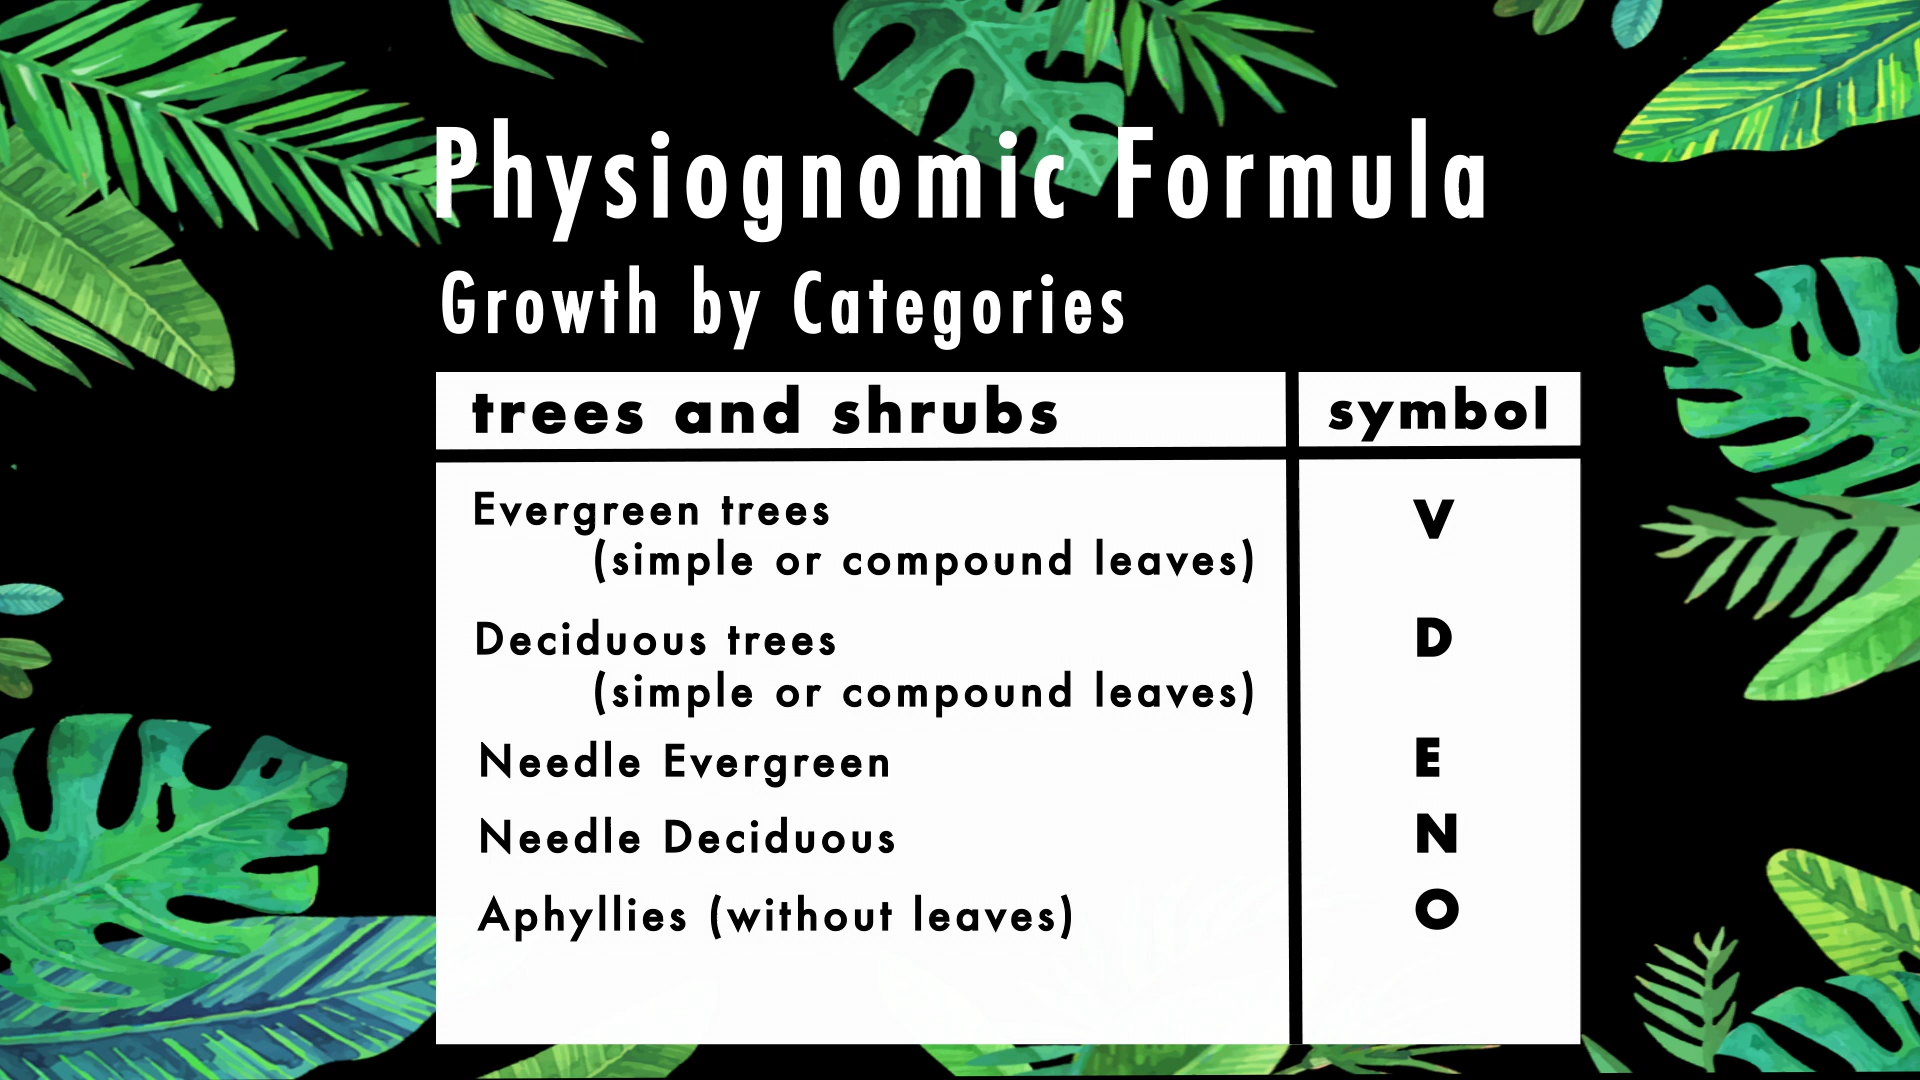 Physiognomic Formula
Growth by Categories
trees and shrubs symbol
Evergreen trees V
(simple or compound leaves)
Deciduous trees D
(simple or compound leaves)
Needle Evergreen E
Needle Deciduous N
Aphyllies (without leaves) O